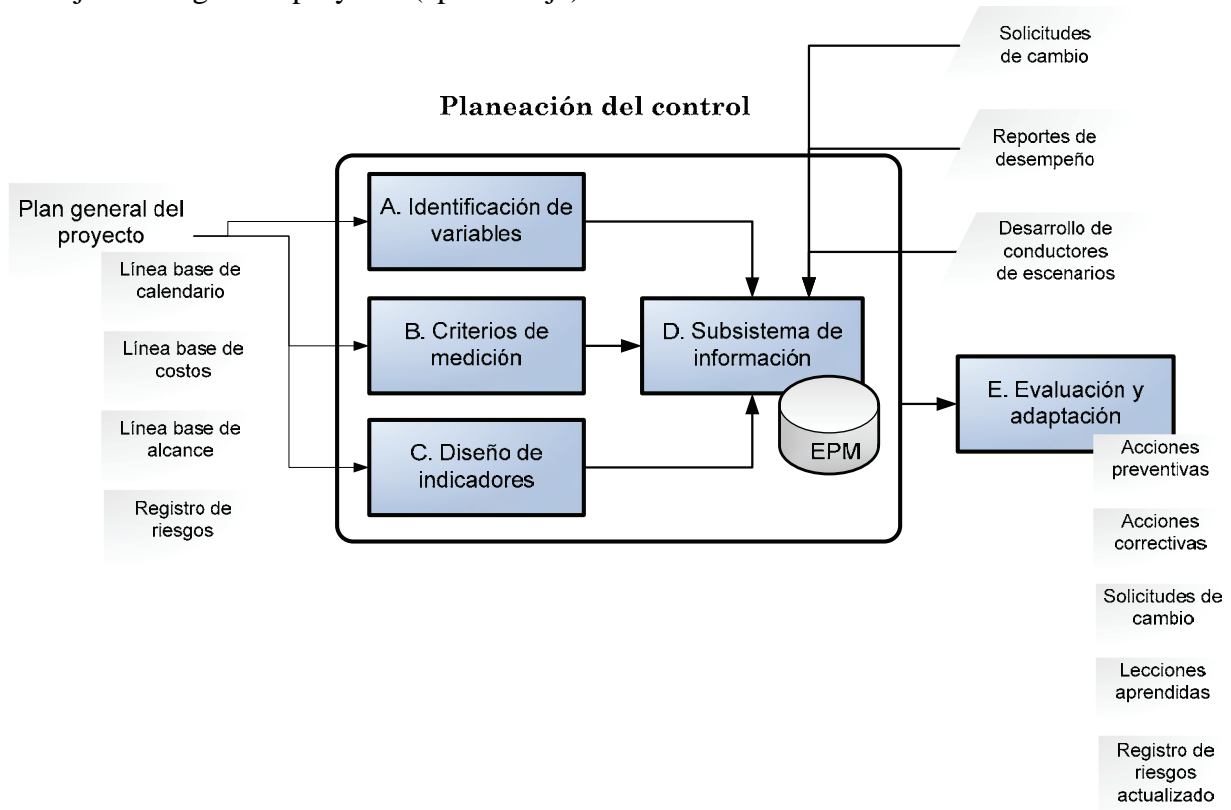 Solicitudes
de cambio
Planeación del control
Reportes de
desempeño
Plan general del
proyecto
Línea base de
calendario
Línea base de
costos
Línea base de
alcance
Registro de
riesgos
A. Identificación de
variables
B. Criterios de
medición
C. Diseño de
indicadores
D. Subsistema de
información
EPM
Desarrollo de
conductores
de escenarios
E. Evaluación y
adaptación
Acciones
preventivas
Acciones
correctivas
Solicitudes de
cambio
Lecciones
aprendidas
Registro de
riesgos
actualizado